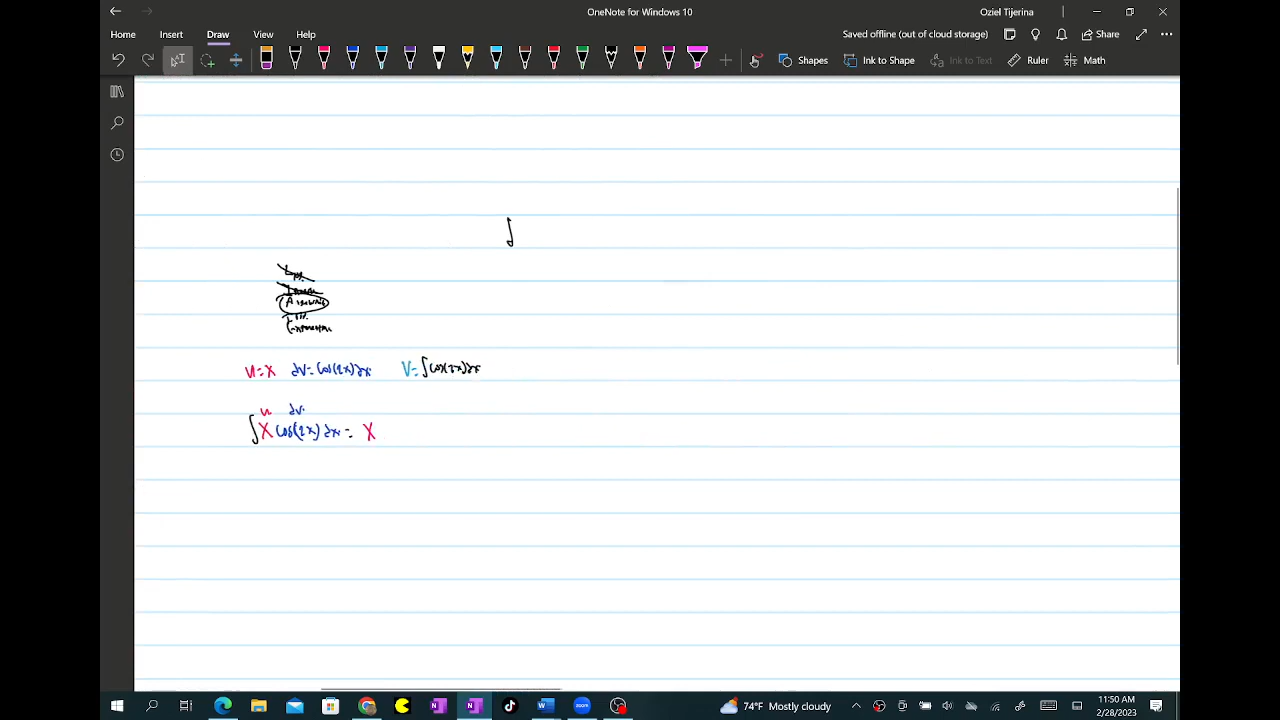 OneNote for Windows 10
Oziel Tijerina
Home Insert Draw View Help
Saved offline (out of cloud storage)
Share
Shapes
Ink to Shape
Ink to Text
Ruler
Math
∫
u=x dv=cos(2x)dx V=∫cos(2x)dx
u dv
∫x cos(2x)dx = x
74°F Mostly cloudy
11:50 AM
2/28/2023
zoom